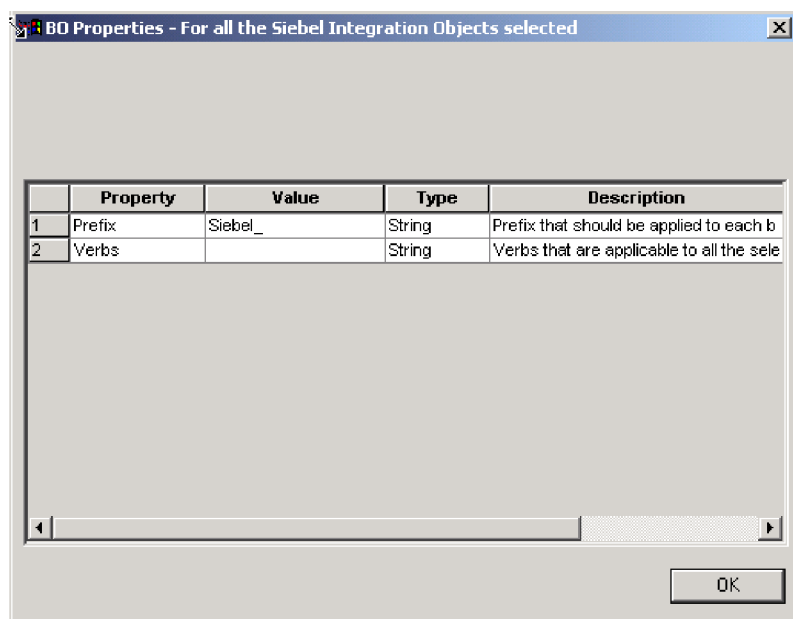 BO Properties - For all the Siebel Integration Objects selected
Property Value Type Description
1 Prefix Siebel_ String Prefix that should be applied to each b
2 Verbs String Verbs that are applicable to all the sele
OK